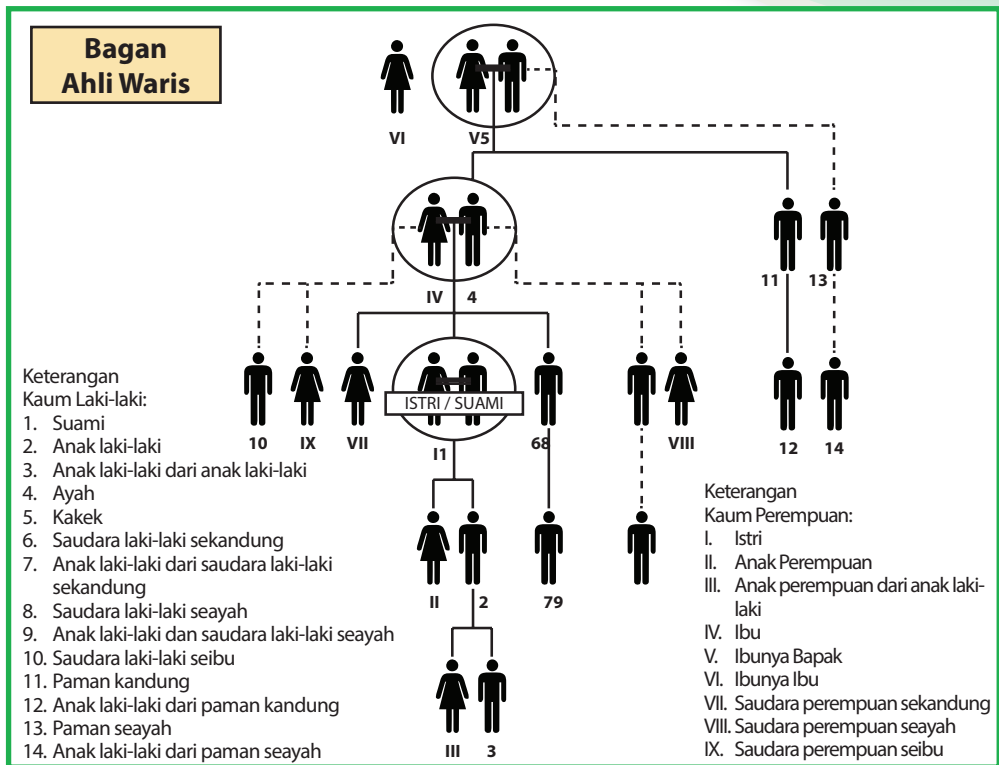 Bagan
Ahli Waris
VI
V5
11
13
IV
4
ISTRI / SUAMI
10
IX
VII
I1
68
VIII
12
14
II
2
79
III
3
Keterangan
Kaum Laki-laki:
1. Suami
2. Anak laki-laki
3. Anak laki-laki dari anak laki-laki
4. Ayah
5. Kakek
6. Saudara laki-laki sekandung
7. Anak laki-laki dari saudara laki-laki
sekandung
8. Saudara laki-laki seayah
9. Anak laki-laki dan saudara laki-laki seayah
10. Saudara laki-laki seibu
11. Paman kandung
12. Anak laki-laki dari paman kandung
13. Paman seayah
14. Anak laki-laki dari paman seayah
Keterangan
Kaum Perempuan:
I. Istri
II. Anak Perempuan
III. Anak perempuan dari anak laki-
laki
IV. Ibu
V. Ibunya Bapak
VI. Ibunya Ibu
VII. Saudara perempuan sekandung
VIII. Saudara perempuan seayah
IX. Saudara perempuan seibu